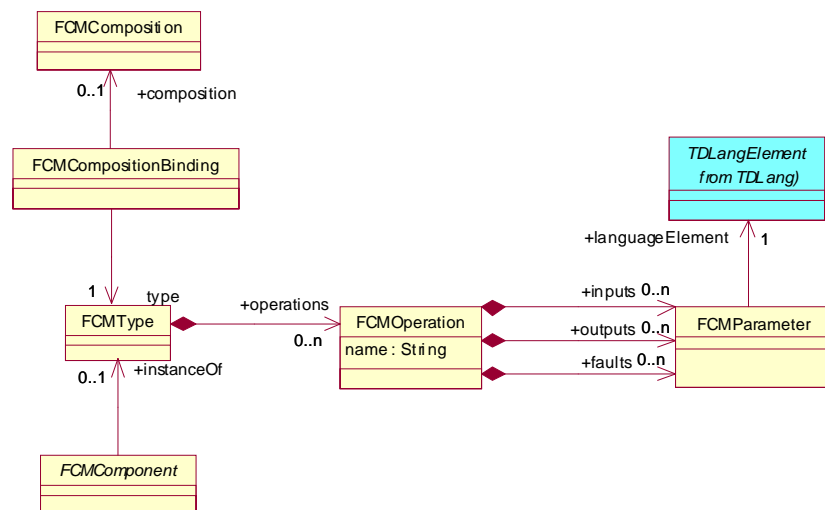 FCMComposition
0..1
+composition
FCMCompositionBinding
TDLangElement
from TDLang)
+languageElement
1
1
type
+operations
0..n
+inputs 0..n
+outputs 0..n
+faults 0..n
FCMType
FCMOperation
name : String
FCMParameter
0..1
+instanceOf
FCMComponent